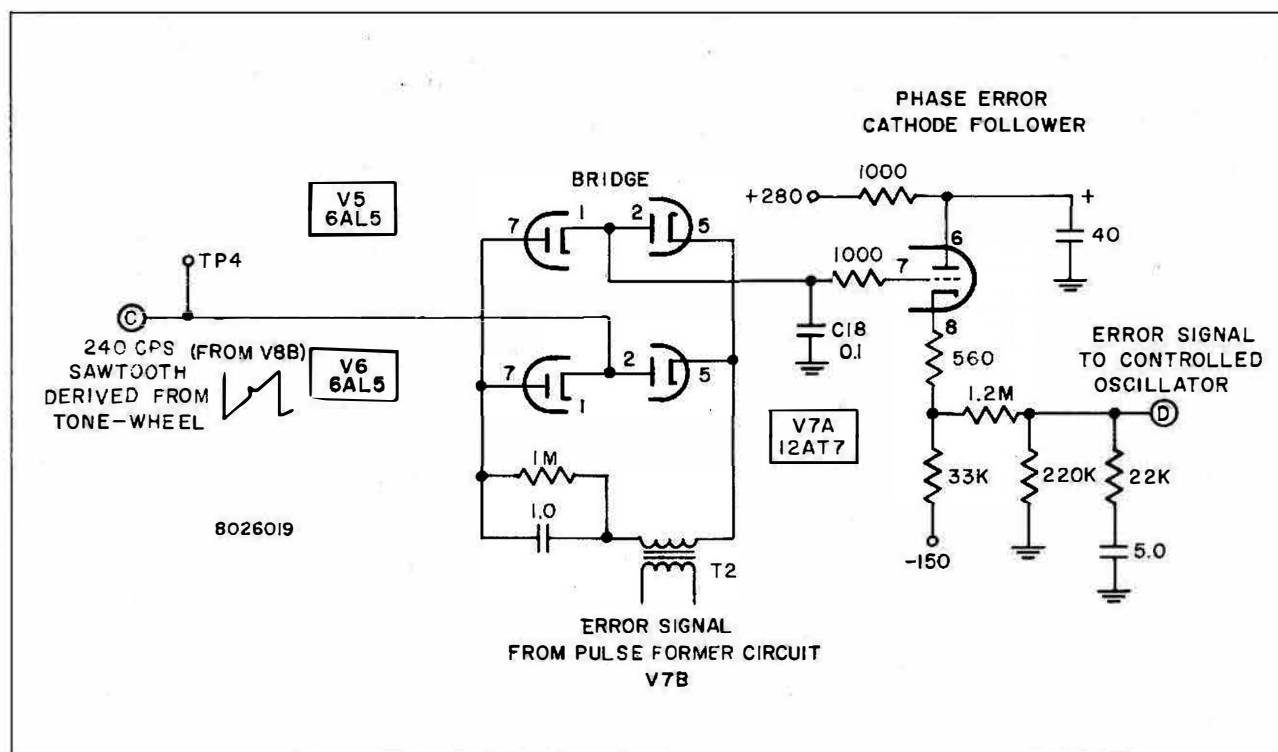 PHASE ERROR
CATHODE FOLLOWER
1000
+280
+
6
40
BRIDGE
V5
6AL5
7
1
2
5
1000
7
8
C18
0.1
TP4
C
240 CPS (FROM V8B)
SAWTOOTH
DERIVED FROM
TONE-WHEEL
V6
6AL5
7
1
2
5
560
ERROR SIGNAL
TO CONTROLLED
OSCILLATOR
1.2M
D
V7A
12AT7
33K
220K
22K
-150
5.0
1M
1.0
8026019
T2
ERROR SIGNAL
FROM PULSE FORMER CIRCUIT
V7B